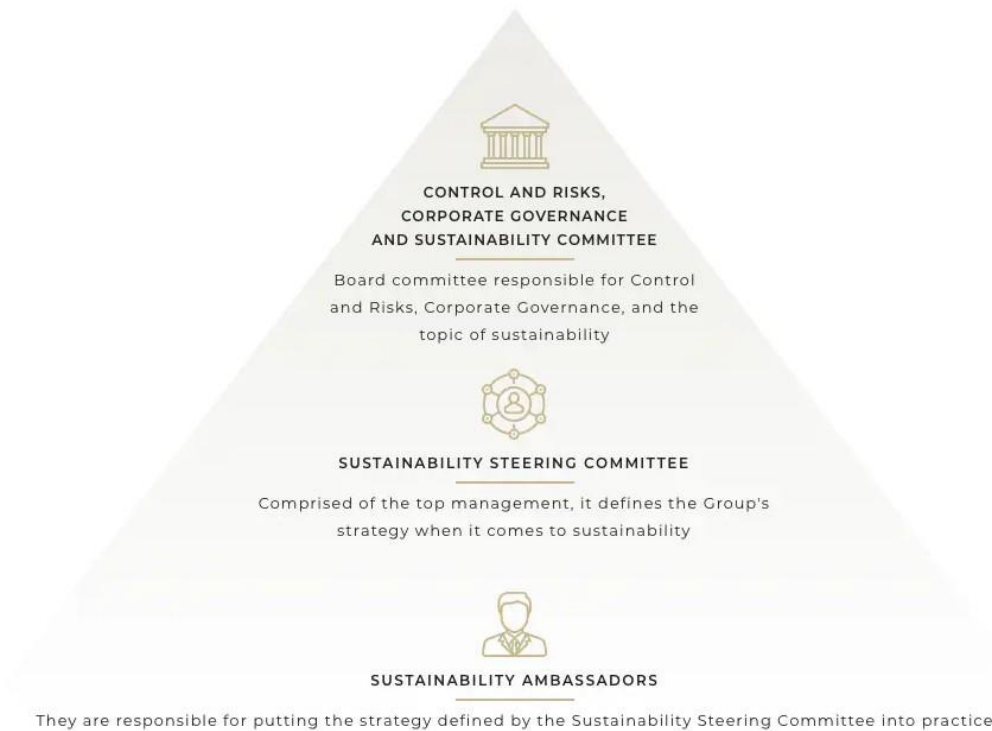 CONTROL AND RISKS,
CORPORATE GOVERNANCE
AND SUSTAINABILITY COMMITTEE
Board committee responsible for Control
and Risks, Corporate Governance, and the
topic of sustainability
SUSTAINABILITY STEERING COMMITTEE
Comprised of the top management, it defines the Group's
strategy when it comes to sustainability
SUSTAINABILITY AMBASSADORS
They are responsible for putting the strategy defined by the Sustainability Steering Committee into practice